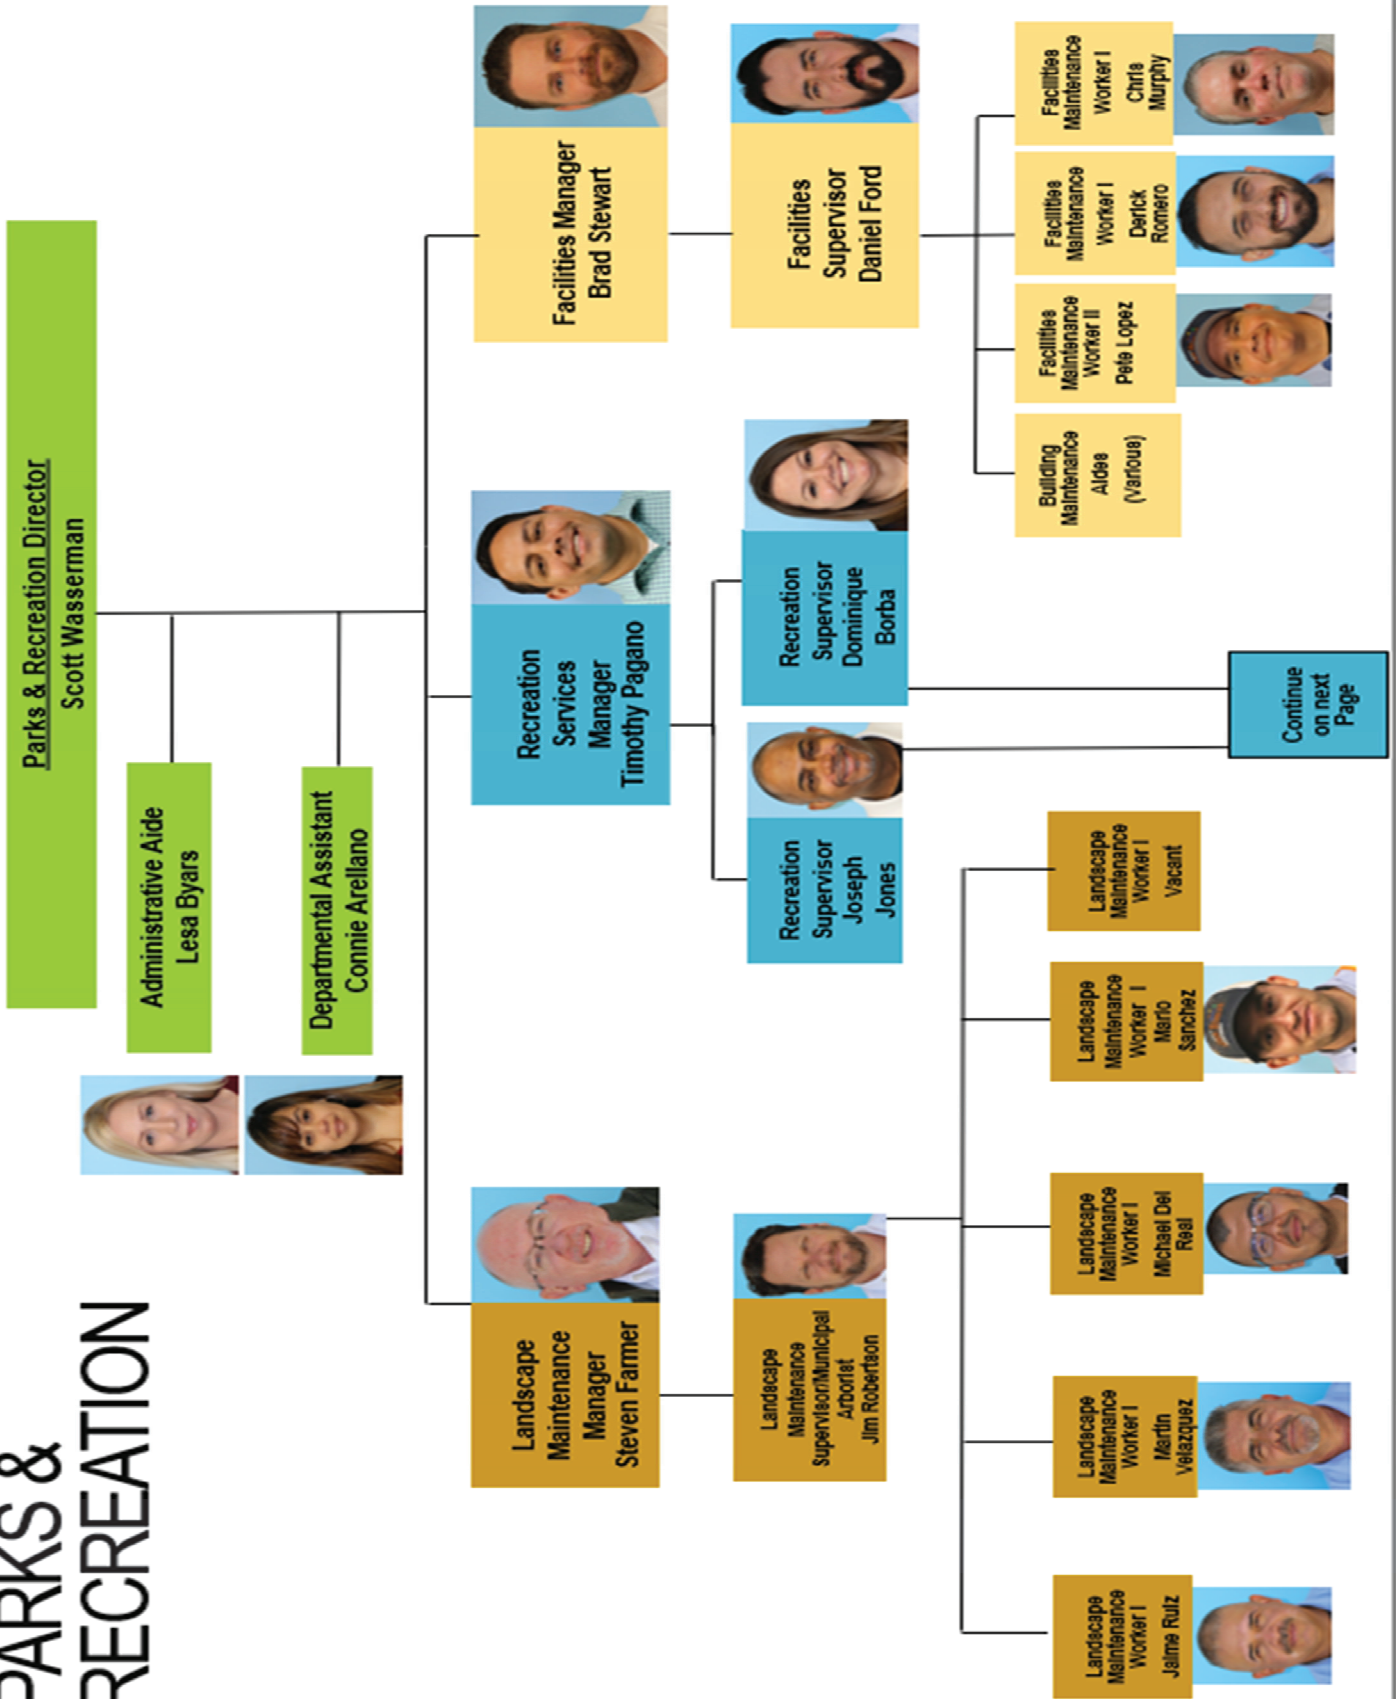 PARKS &
RECREATION
Parks & Recreation Director
Scott Wasserman
Administrative Aide
Lesa Byars
Departmental Assistant
Connie Arellano
Landscape
Maintenance
Manager
Steven Farmer
Recreation
Services
Manager
Timothy Pagano
Facilities Manager
Brad Stewart
Landscape
Maintenance
Supervisor/Municipal
Arborist
Jim Robertson
Recreation
Supervisor
Joseph
Jones
Recreation
Supervisor
Dominique
Borba
Facilities
Supervisor
Daniel Ford
Landscape
Maintenance
Worker I
Jaime Ruiz
Landscape
Maintenance
Worker I
Martin
Velazquez
Landscape
Maintenance
Worker I
Michael Del
Real
Landscape
Maintenance
Worker I
Mario
Sanchez
Landscape
Maintenance
Worker I
Vacant
Building
Maintenance
Aides
(Various)
Facilities
Maintenance
Worker II
Pete Lopez
Facilities
Maintenance
Worker I
Derick
Romero
Facilities
Maintenance
Worker I
Chris
Murphy
Continue
on next
Page